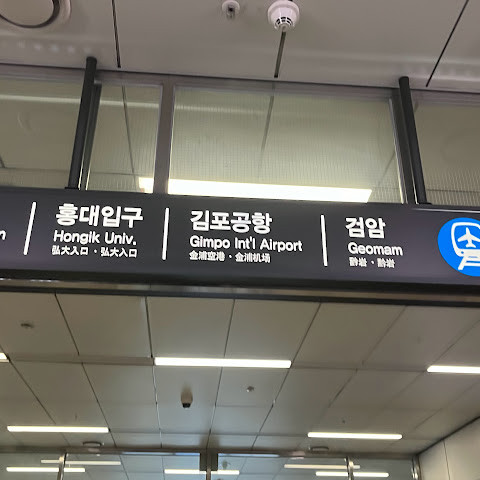 n
홍대입구
Hongik Univ.
弘大入口・弘大入口
김포공항
Gimpo Int'l Airport
金浦空港・金浦机场
검암
Geomam
黔岩・黔岩